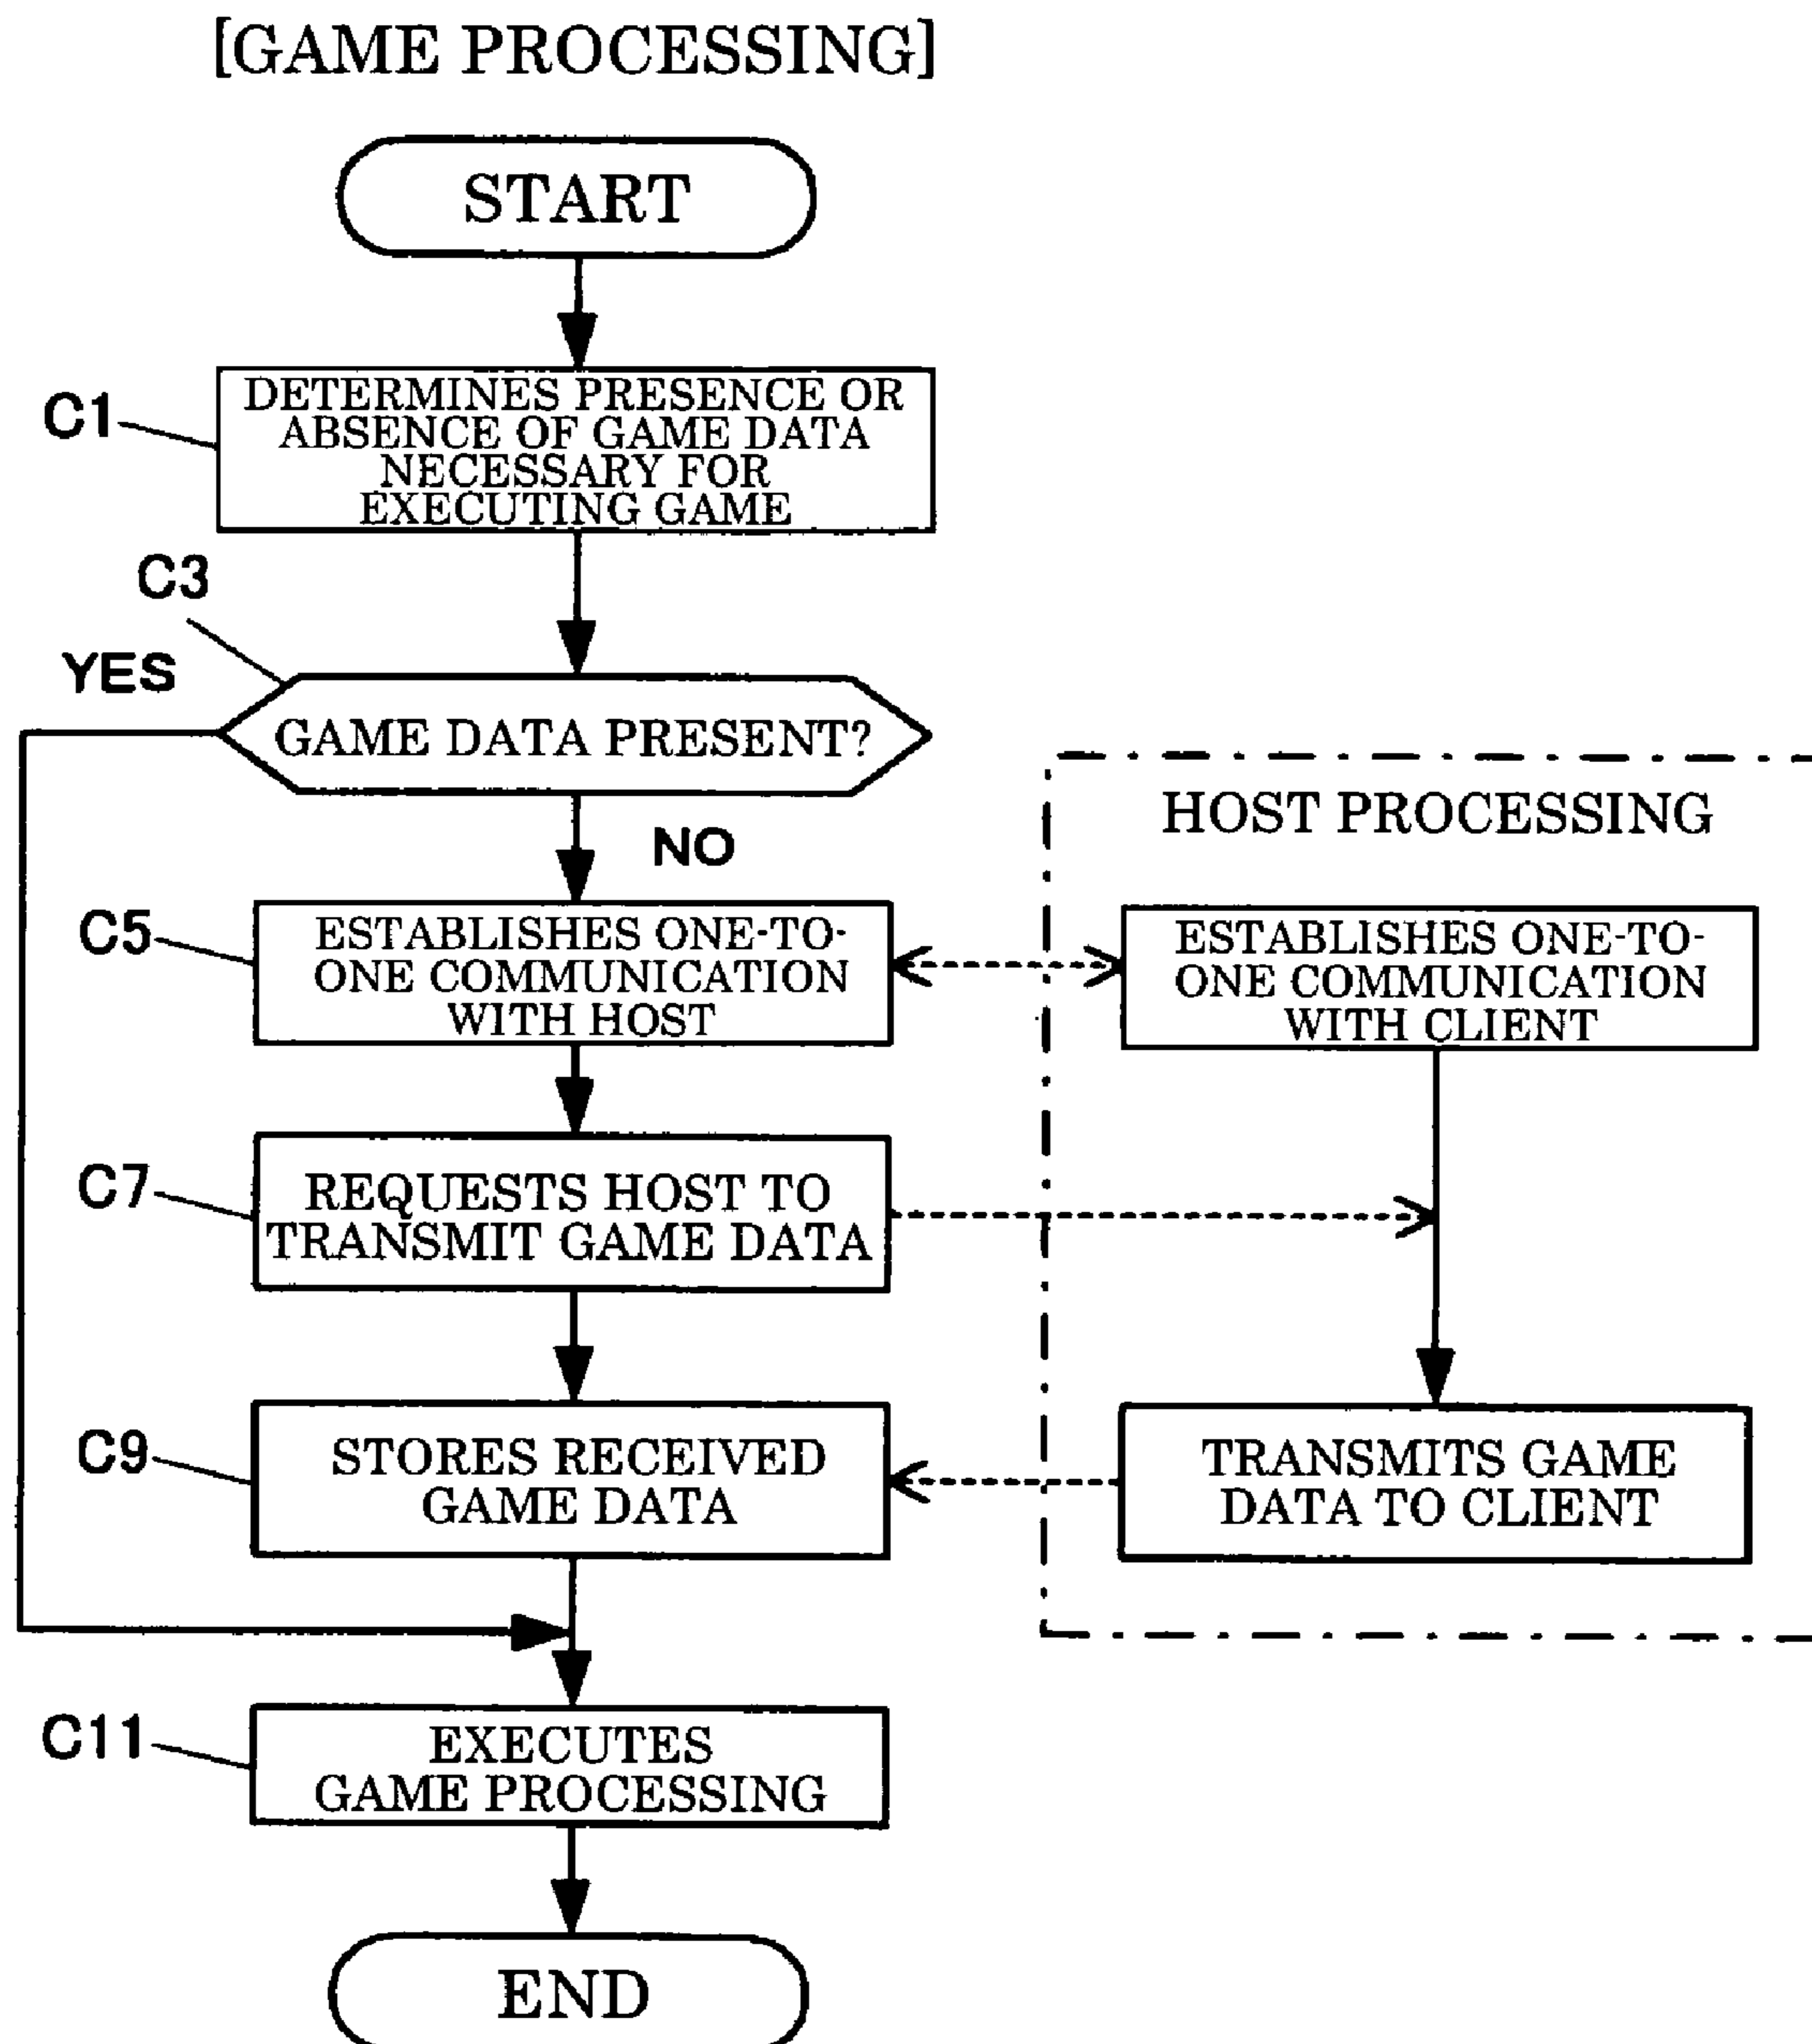 [GAME PROCESSING]
START
C1
DETERMINES PRESENCE OR
ABSENCE OF GAME DATA
NECESSARY FOR
EXECUTING GAME
C3
YES
GAME DATA PRESENT?
NO
HOST PROCESSING
C5
ESTABLISHES ONE-TO-
ONE COMMUNICATION
WITH HOST
ESTABLISHES ONE-TO-
ONE COMMUNICATION
WITH CLIENT
C7
REQUESTS HOST TO
TRANSMIT GAME DATA
C9
STORES RECEIVED
GAME DATA
TRANSMITS GAME
DATA TO CLIENT
C11
EXECUTES
GAME PROCESSING
END